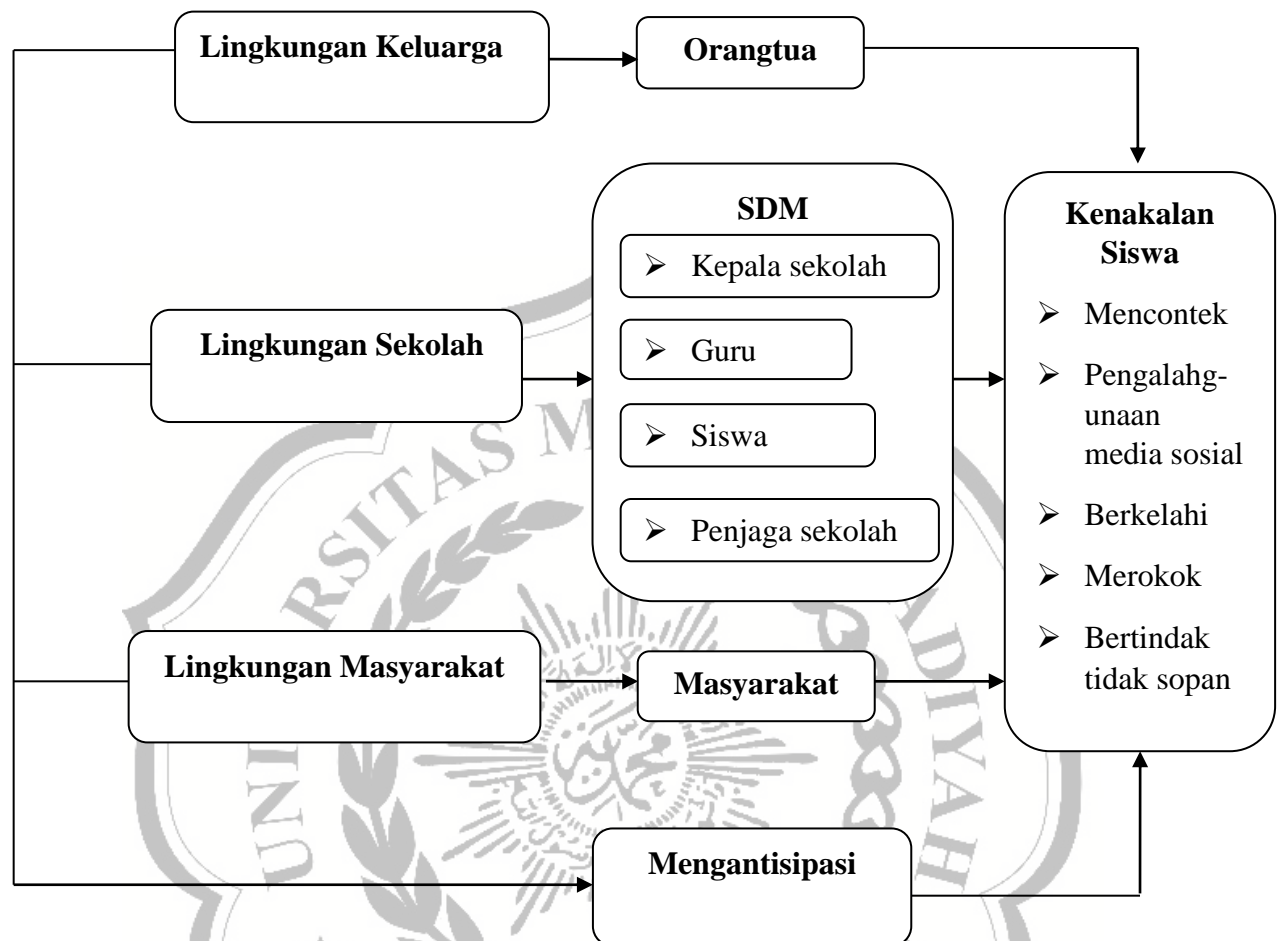 Lingkungan Keluarga
Orangtua
SDM
➢ Kepala sekolah
➢ Guru
➢ Siswa
➢ Penjaga sekolah
Kenakalan
Siswa
➢ Mencontek
➢ Pengalahg-
unaan
media sosial
➢ Berkelahi
➢ Merokok
➢ Bertindak
tidak sopan
Lingkungan Sekolah
Lingkungan Masyarakat
Masyarakat
Mengantisipasi